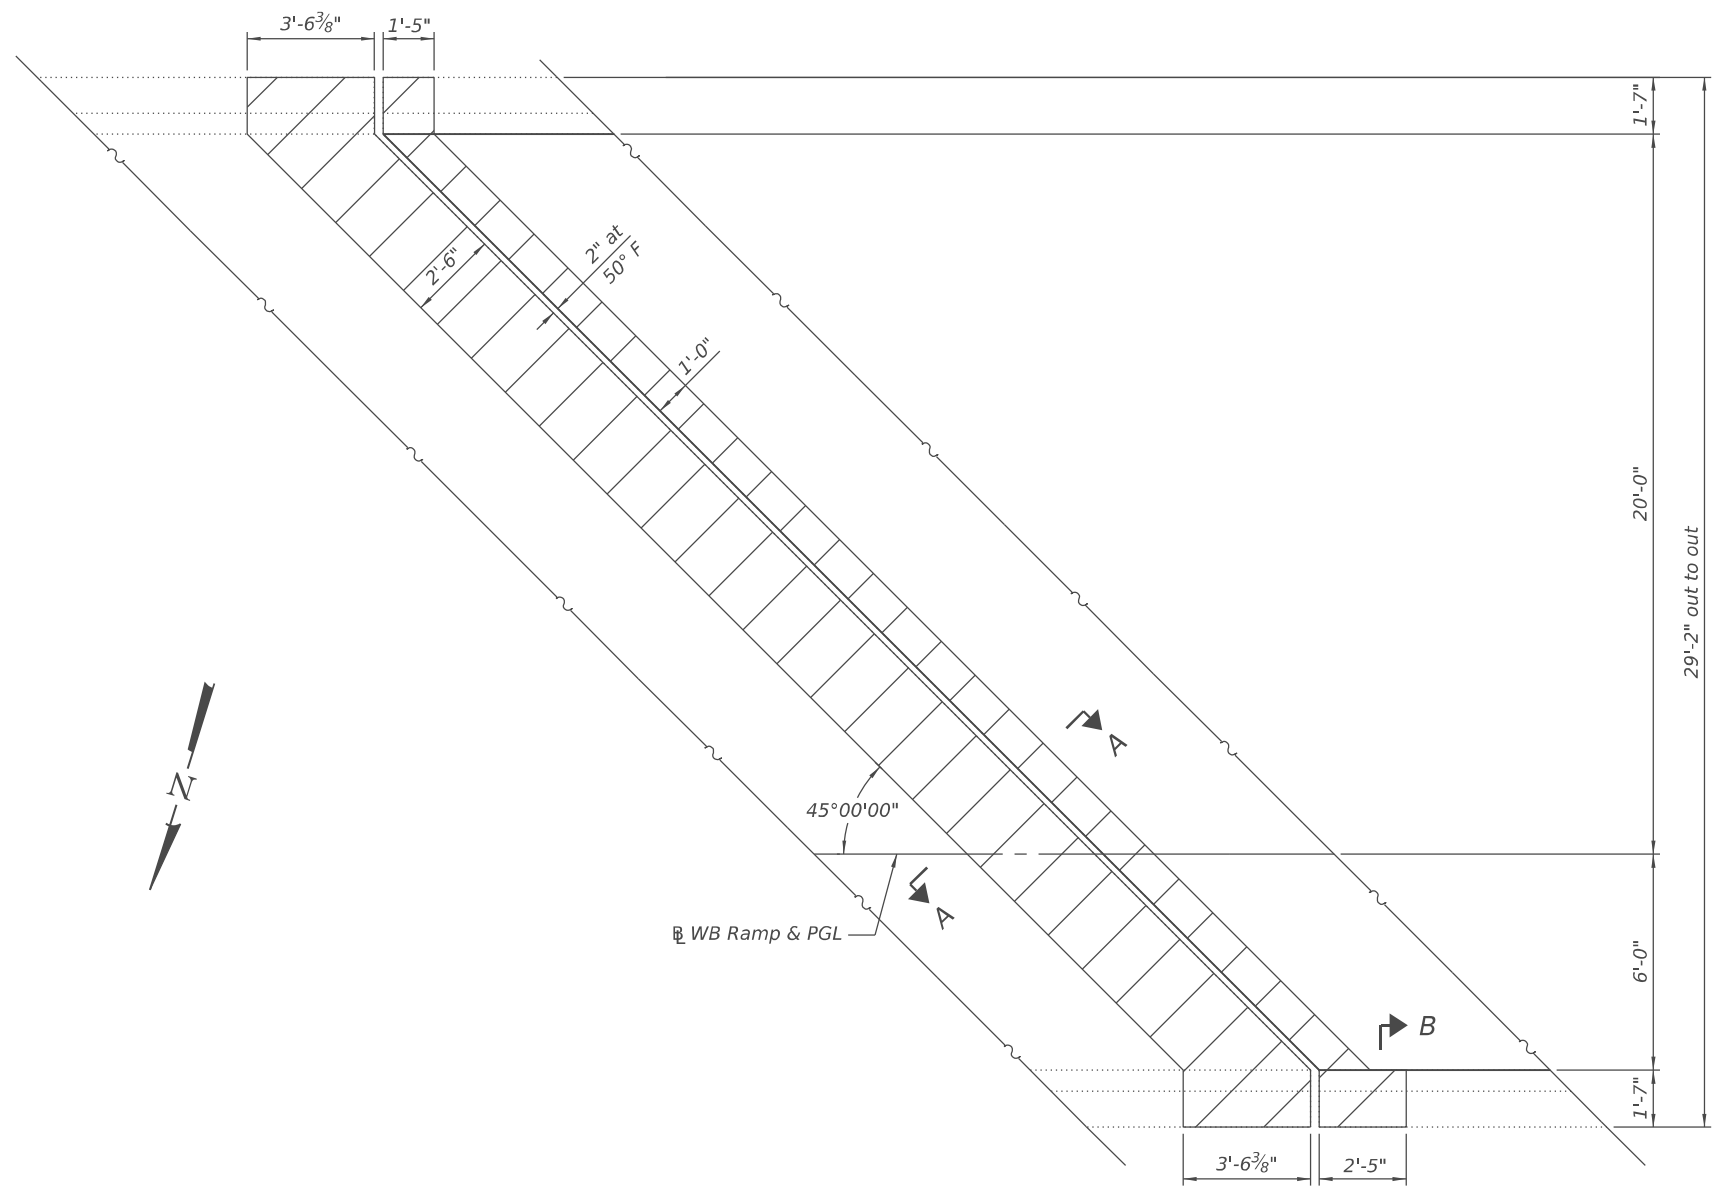 3'-6⅜" 1'-5"
1'-7"
2" at
50° F
2'-6"
1'-0"
20'-0"
29'-2" out to out
A
N
45°00'00"
A
℄ WB Ramp & PGL
6'-0"
B
1'-7"
3'-6⅜" 2'-5"